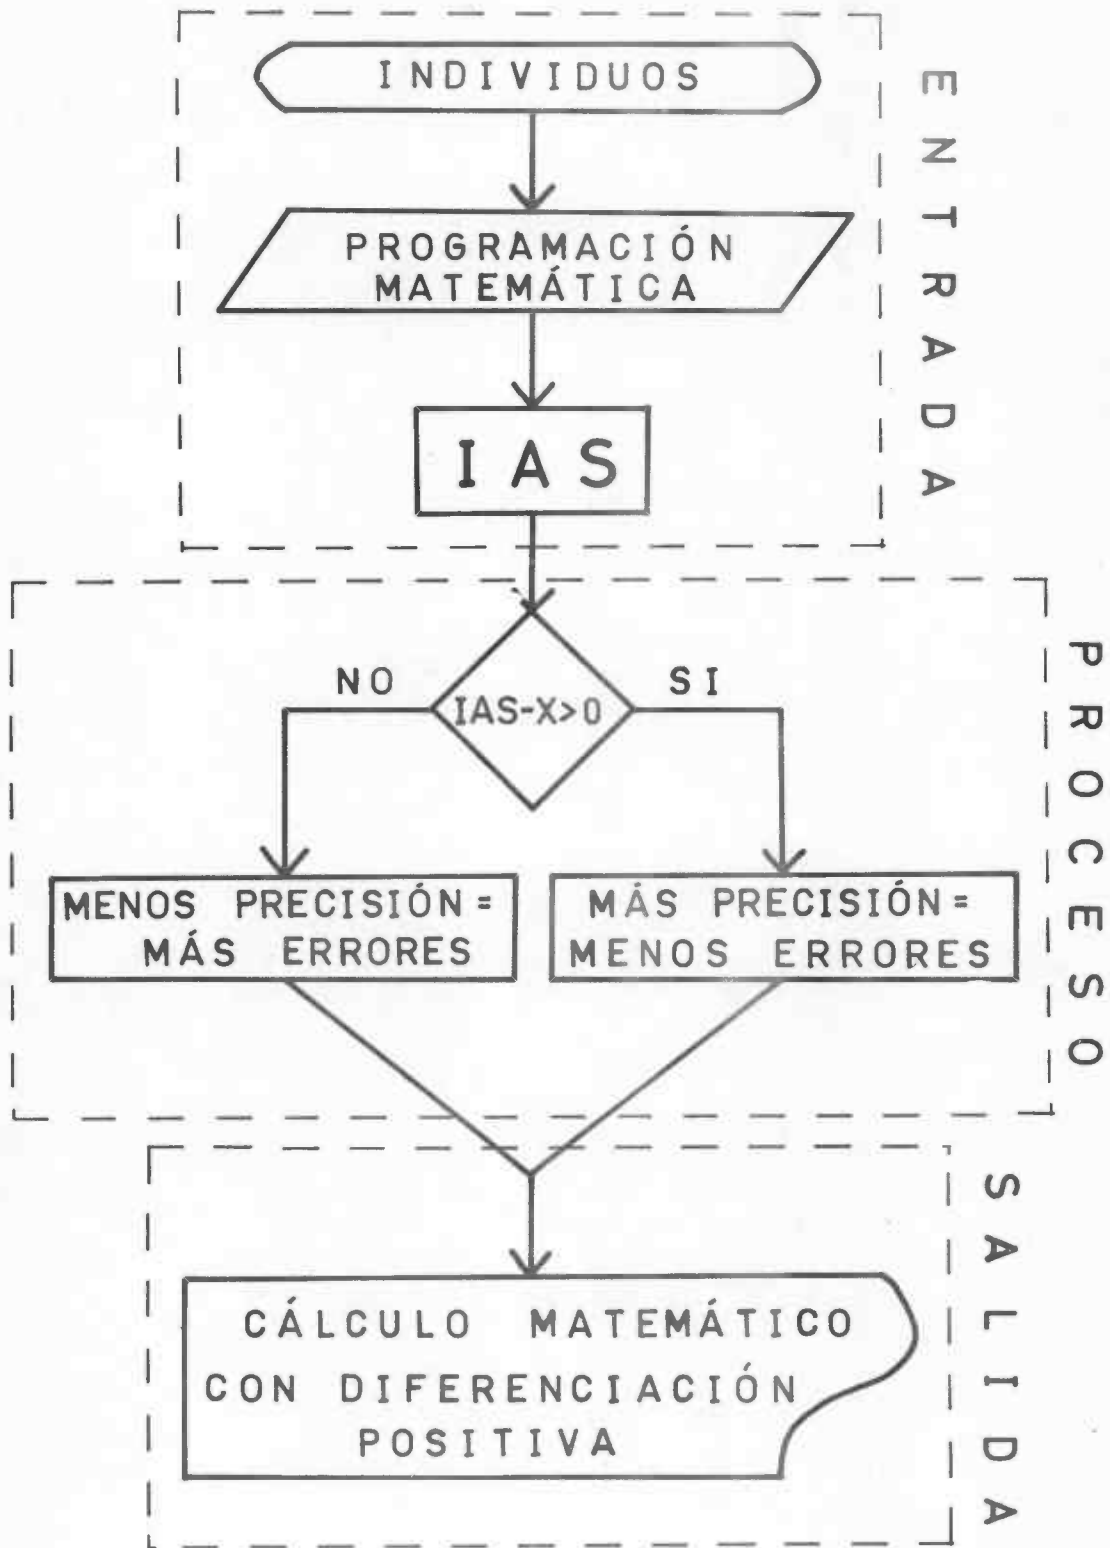 INDIVIDUOS
PROGRAMACIÓN
MATEMÁTICA
IAS
ENTRADA
NO
IAS-X>0
SI
MENOS PRECISIÓN=
MÁS ERRORES
MÁS PRECISIÓN=
MENOS ERRORES
PROCESO
CÁLCULO MATEMÁTICO
CON DIFERENCIACIÓN
POSITIVA
SALIDA